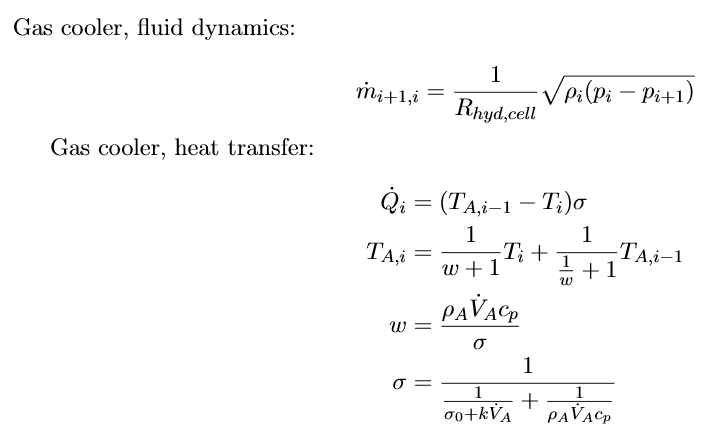 Gas cooler, fluid dynamics:
$\dot{m}_{i+1,i} = \frac{1}{R_{hyd,cell}} \sqrt{\rho_i (p_i - p_{i+1})}$
Gas cooler, heat transfer:
$\dot{Q}_i = (T_{A,i-1} - T_i)\sigma$
$T_{A,i} = \frac{1}{w+1} T_i + \frac{1}{\frac{1}{w}+1} T_{A,i-1}$
$w = \frac{\rho_A \dot{V}_A c_p}{\sigma}$
$\sigma = \frac{1}{\frac{1}{\sigma_0 + k\dot{V}_A} + \frac{1}{\rho_A \dot{V}_A c_p}}$